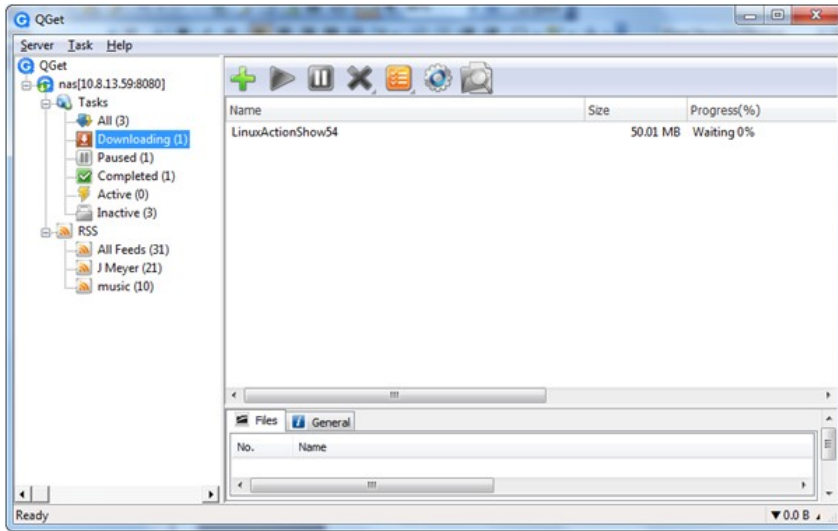 QGet
Server Task Help
QGet
nas[10.8.13.59:8080]
Tasks
All (3)
Downloading (1)
Paused (1)
Completed (1)
Active (0)
Inactive (3)
RSS
All Feeds (31)
J Meyer (21)
music (10)
Name Size Progress(%)
LinuxActionShow54 50.01 MB Waiting 0%
Files General
No. Name
Ready ▼0.0 B